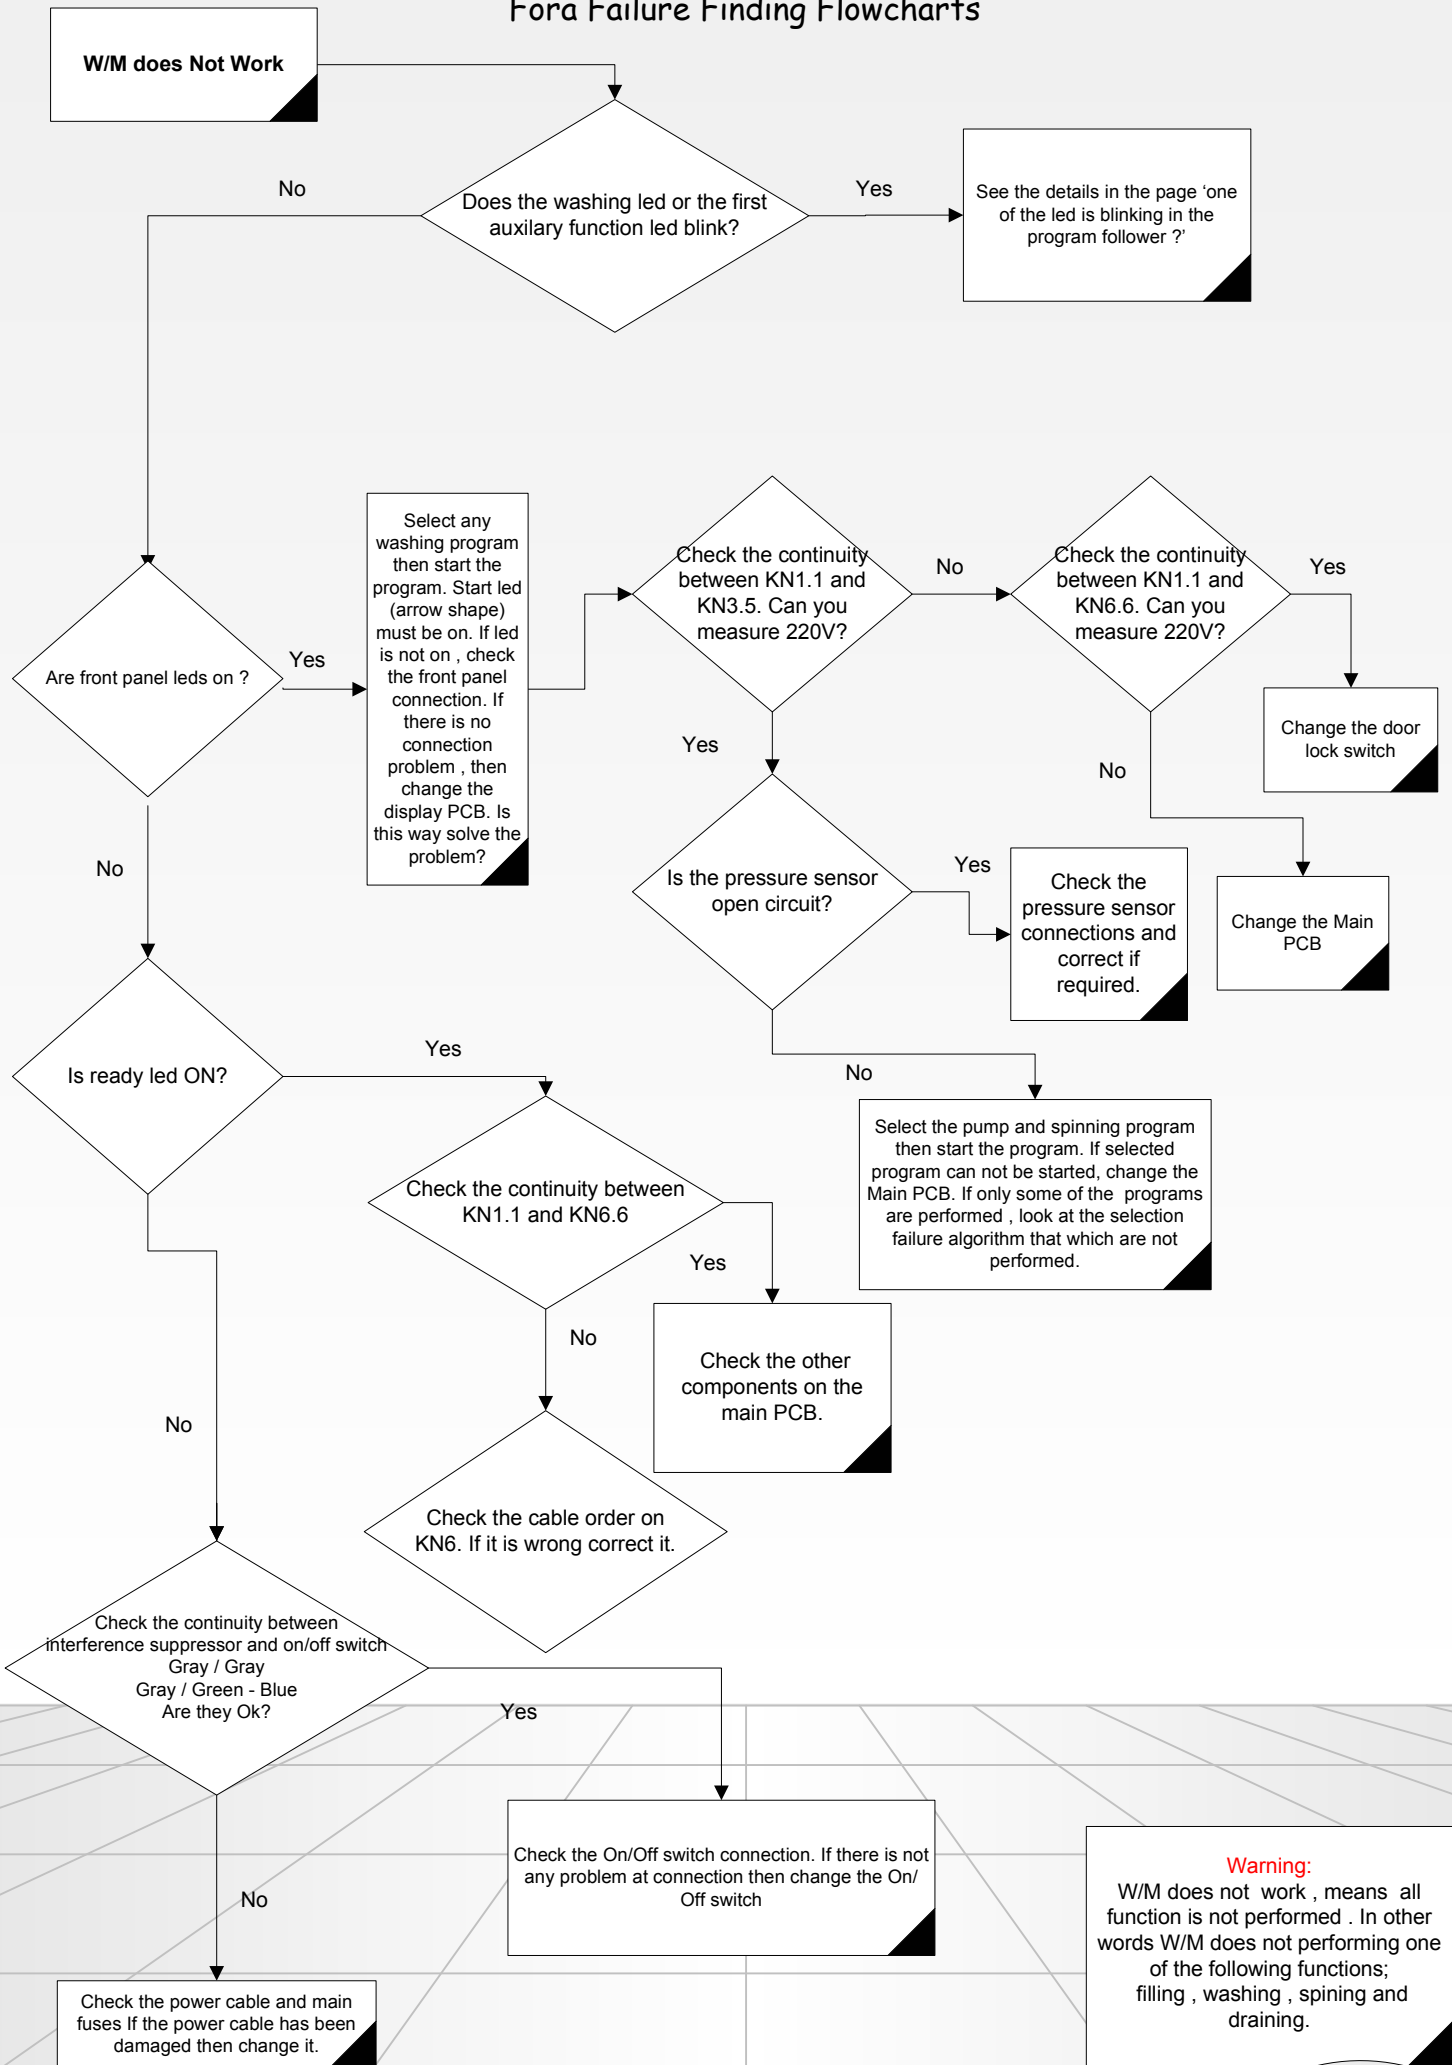 Fora Failure Finding Flowcharts
W/M does Not Work
No
Does the washing led or the first
auxilary function led blink?
Yes
See the details in the page ‘one
of the led is blinking in the
program follower ?’
Are front panel leds on ?
Yes
Select any
washing program
then start the
program. Start led
(arrow shape)
must be on. If led
is not on , check
the front panel
connection. If
there is no
connection
problem , then
change the
display PCB. Is
this way solve the
problem?
Check the continuity
between KN1.1 and
KN3.5. Can you
measure 220V?
No
Check the continuity
between KN1.1 and
KN6.6. Can you
measure 220V?
Yes
Change the door
lock switch
Yes
No
No
Is the pressure sensor
open circuit?
Yes
Check the
pressure sensor
connections and
correct if
required.
Change the Main
PCB
Is ready led ON?
Yes
No
Select the pump and spinning program
then start the program. If selected
program can not be started, change the
Main PCB. If only some of the programs
are performed , look at the selection
failure algorithm that which are not
performed.
Check the continuity between
KN1.1 and KN6.6
Yes
No
Check the other
components on the
main PCB.
No
Check the cable order on
KN6. If it is wrong correct it.
Check the continuity between
interference suppressor and on/off switch
Gray / Gray
Gray / Green - Blue
Are they Ok?
Yes
Check the On/Off switch connection. If there is not
any problem at connection then change the On/
Off switch
No
Check the power cable and main
fuses If the power cable has been
damaged then change it.
Warning:
W/M does not work , means all
function is not performed . In other
words W/M does not performing one
of the following functions;
filling , washing , spining and
draining.